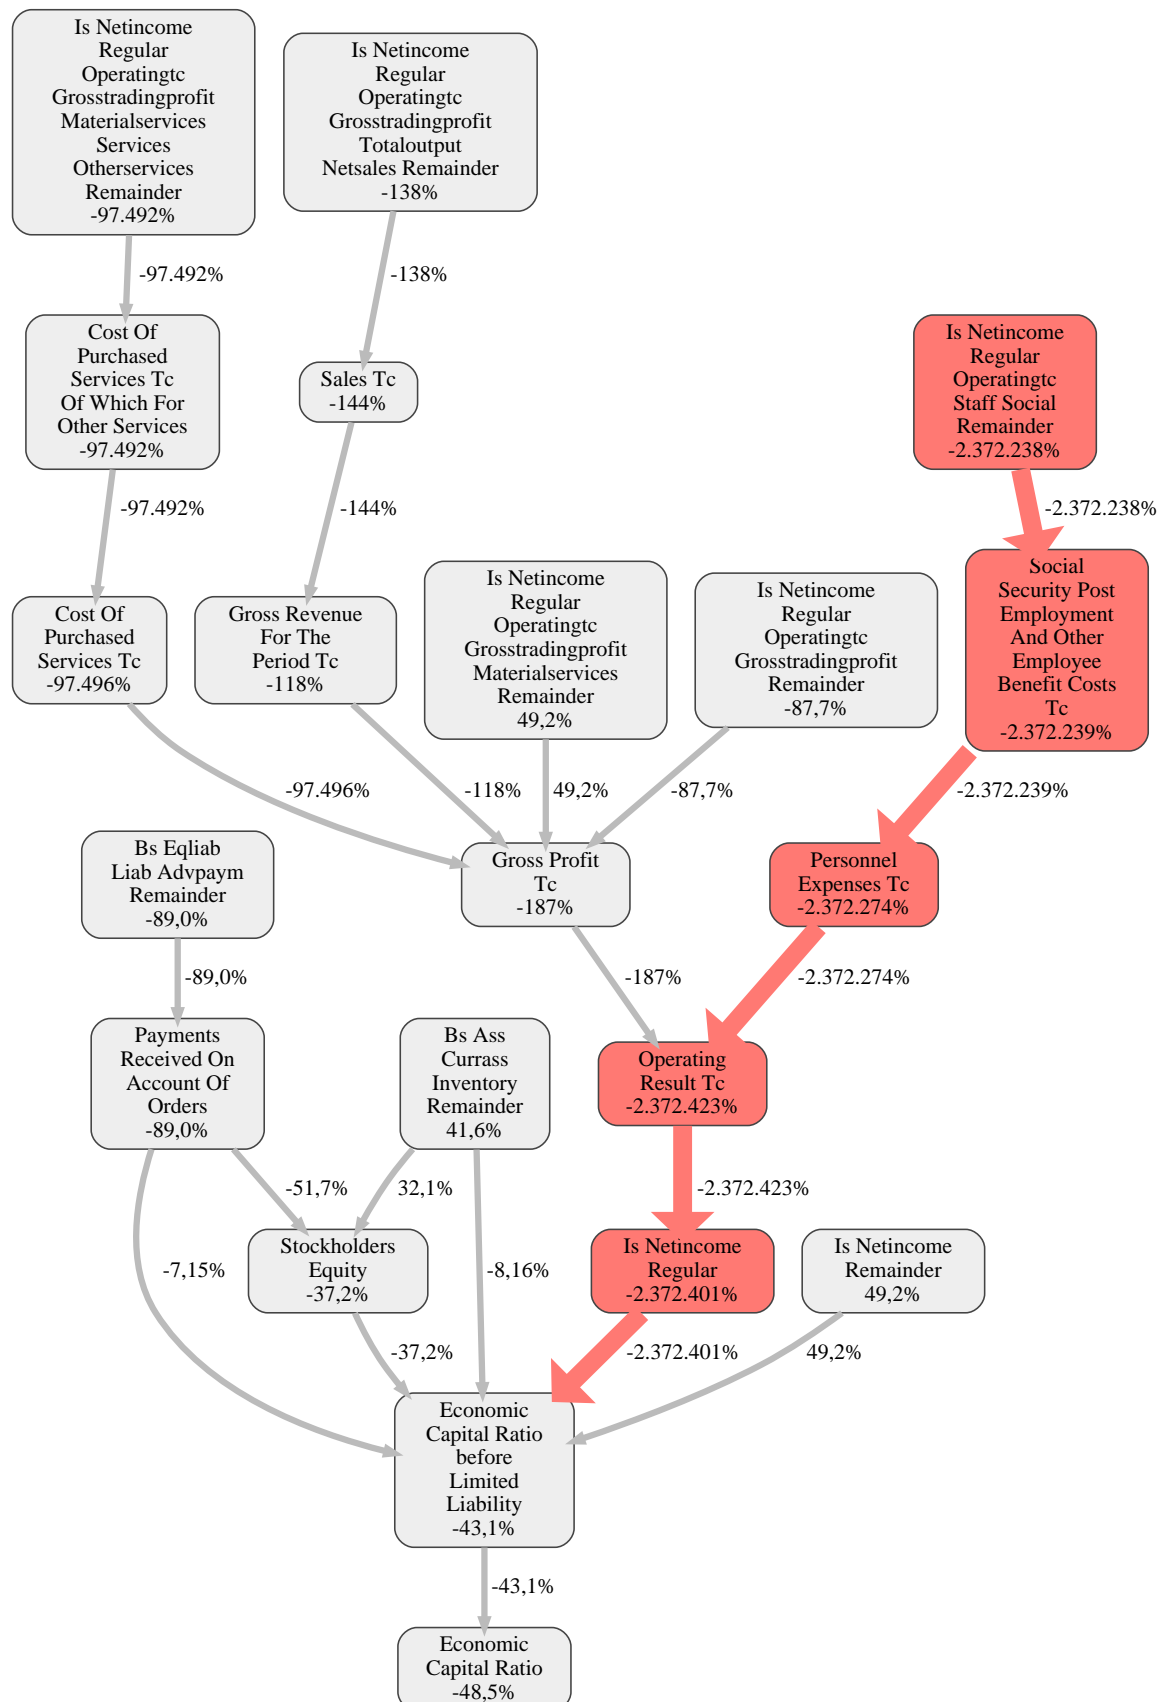 Is Netincome
Regular
Operatingtc
Grosstradingprofit
Materialservices
Services
Otherservices
Remainder
-97.492%
Is Netincome
Regular
Operatingtc
Grosstradingprofit
Totaloutput
Netsales Remainder
-138%
-97.492%
-138%
Cost Of
Purchased
Services Tc
Of Which For
Other Services
-97.492%
Sales Tc
-144%
Is Netincome
Regular
Operatingtc
Staff Social
Remainder
-2.372.238%
-97.492%
-144%
-2.372.238%
Cost Of
Purchased
Services Tc
-97.496%
Gross Revenue
For The
Period Tc
-118%
Is Netincome
Regular
Operatingtc
Grosstradingprofit
Materialservices
Remainder
49,2%
Is Netincome
Regular
Operatingtc
Grosstradingprofit
Remainder
-87,7%
Social
Security Post
Employment
And Other
Employee
Benefit Costs
Tc
-2.372.239%
-97.496%
-118%
49,2%
-87,7%
-2.372.239%
Bs Eqliab
Liab Advpaym
Remainder
-89,0%
Gross Profit
Tc
-187%
Personnel
Expenses Tc
-2.372.274%
-89,0%
-187%
-2.372.274%
Payments
Received On
Account Of
Orders
-89,0%
Bs Ass
Currass
Inventory
Remainder
41,6%
Operating
Result Tc
-2.372.423%
-51,7%
32,1%
-2.372.423%
-7,15%
Stockholders
Equity
-37,2%
-8,16%
Is Netincome
Regular
-2.372.401%
Is Netincome
Remainder
49,2%
-37,2%
-2.372.401%
49,2%
Economic
Capital Ratio
before
Limited
Liability
-43,1%
-43,1%
Economic
Capital Ratio
-48,5%